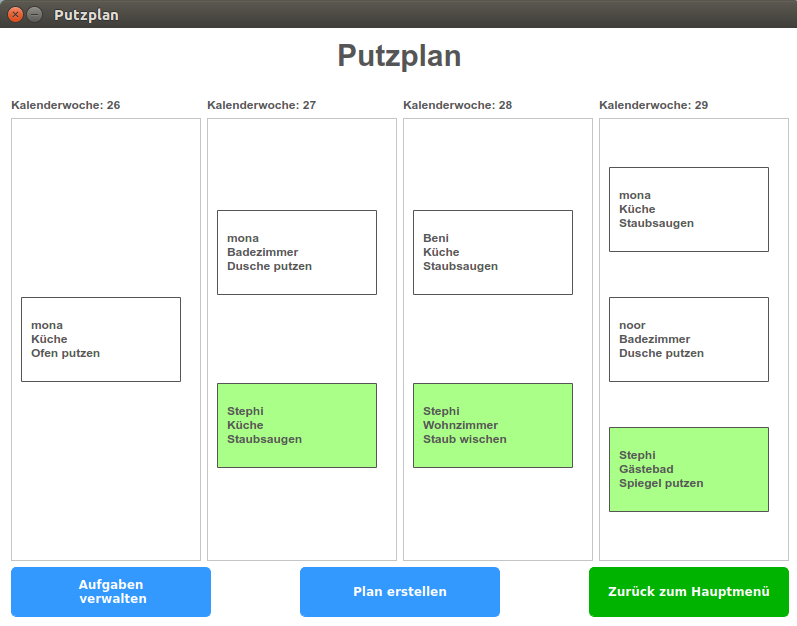 Putzplan
Putzplan
Kalenderwoche: 26
mona
Küche
Ofen putzen
Kalenderwoche: 27
mona
Badezimmer
Dusche putzen
Stephi
Küche
Staubsaugen
Kalenderwoche: 28
Beni
Küche
Staubsaugen
Stephi
Wohnzimmer
Staub wischen
Kalenderwoche: 29
mona
Küche
Staubsaugen
noor
Badezimmer
Dusche putzen
Stephi
Gästebad
Spiegel putzen
Aufgaben
verwalten
Plan erstellen
Zurück zum Hauptmenü